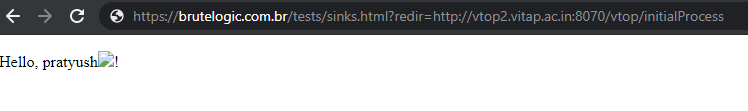 https://brutelogic.com.br/tests/sinks.html?redir=http://vtop2.vitap.ac.in:8070/vtop/initialProcess
Hello, pratyush!